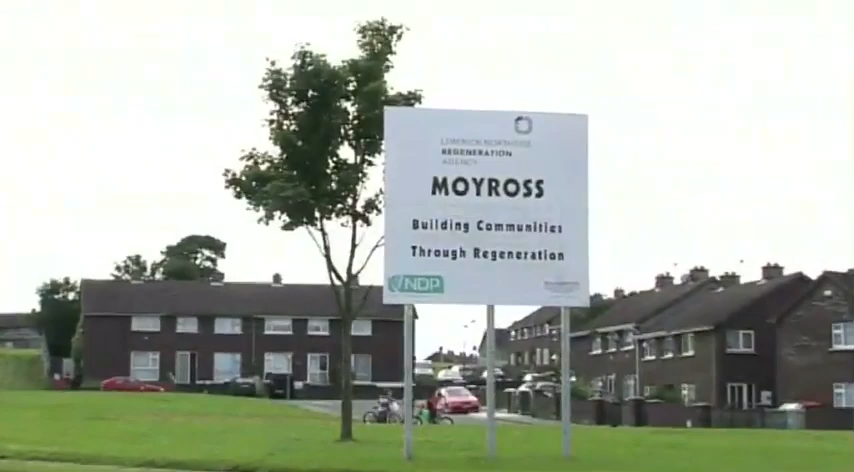 LIMERICK NORTHSIDE
REGENERATION
AGENCY
MOYROSS
Building Communities
Through Regeneration
NDP